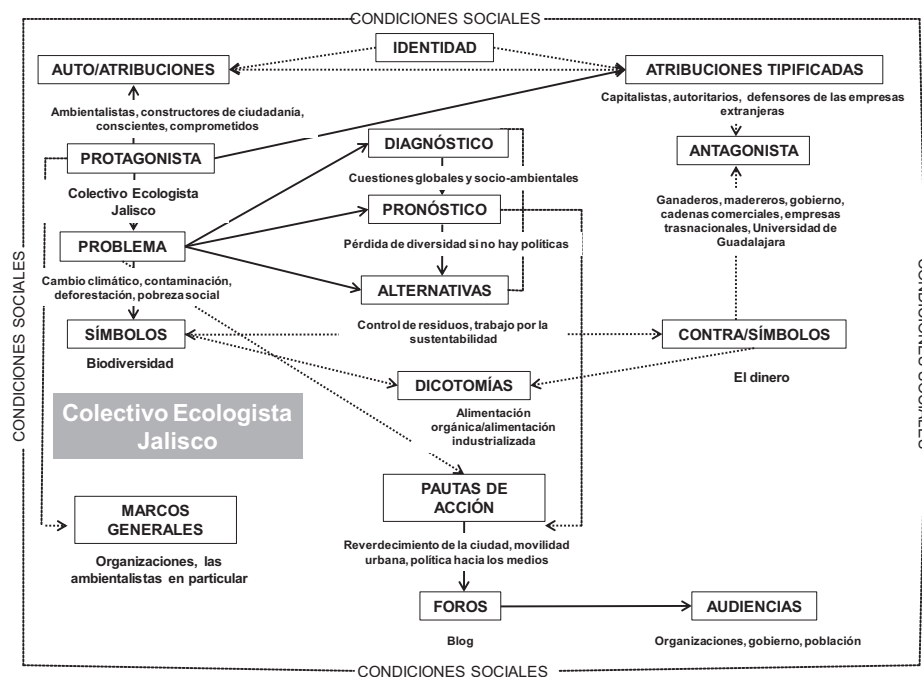 CONDICIONES SOCIALES
IDENTIDAD
AUTO/ATRIBUCIONES
ATRIBUCIONES TIPIFICADAS
Ambientalistas, constructores de ciudadanía,
conscientes, comprometidos
Capitalistas, autoritarios, defensores de las empresas
extranjeras
PROTAGONISTA
DIAGNÓSTICO
ANTAGONISTA
Colectivo Ecologista
Jalisco
Cuestiones globales y socio-ambientales
Ganaderos, madereros, gobierno,
cadenas comerciales, empresas
trasnacionales, Universidad de
Guadalajara
PROBLEMA
PRONÓSTICO
Pérdida de diversidad si no hay políticas
Cambio climático, contaminación,
deforestación, pobreza social
ALTERNATIVAS
SÍMBOLOS
Control de residuos, trabajo por la
sustentabilidad
CONTRA/SÍMBOLOS
Biodiversidad
DICOTOMÍAS
El dinero
Colectivo Ecologista
Jalisco
Alimentación
orgánica/alimentación
industrializada
PAUTAS DE
ACCIÓN
MARCOS
GENERALES
Reverdecimiento de la ciudad, movilidad
urbana, política hacia los medios
Organizaciones, las
ambientalistas en particular
FOROS
AUDIENCIAS
Blog
Organizaciones, gobierno, población
CONDICIONES SOCIALES
CONDICIONES SOCIALES
CONDICIONES SOCIALES